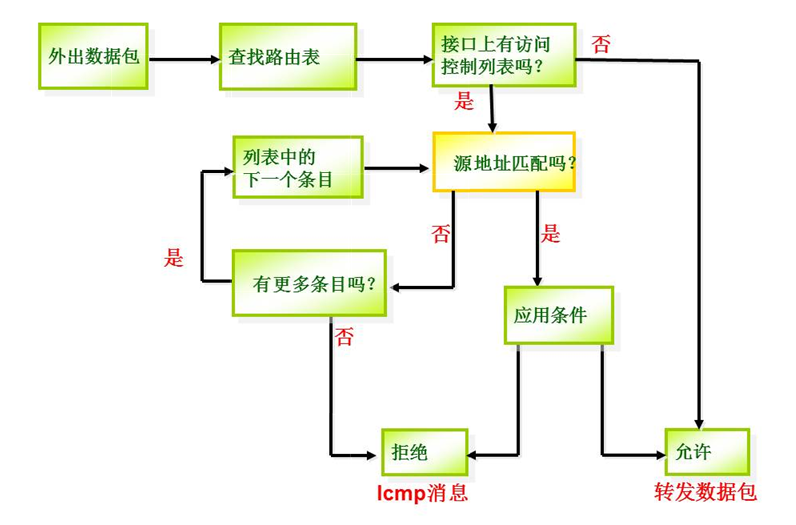 外出数据包
查找路由表
接口上有访问
控制列表吗？
否
是
列表中的
下一个条目
源地址匹配吗？
否
是
是
有更多条目吗？
应用条件
否
拒绝
允许
Icmp消息
转发数据包